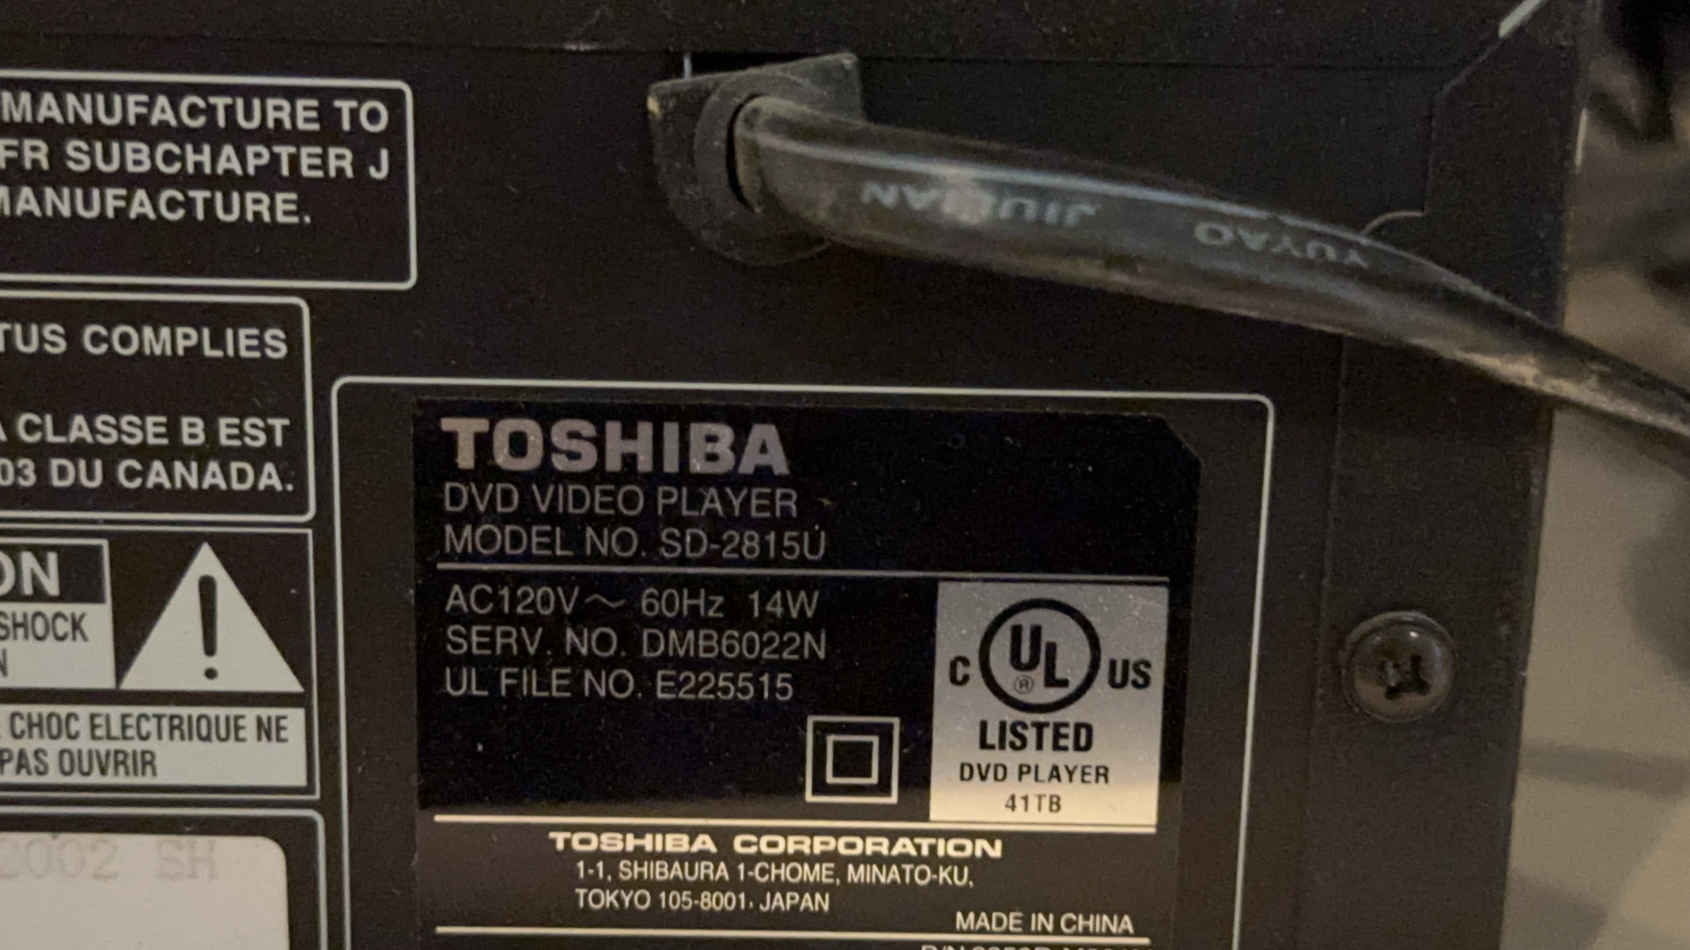 MANUFACTURE TO
FR SUBCHAPTER J
MANUFACTURE.
TUS COMPLIES
A CLASSE B EST
03 DU CANADA.
ON
SHOCK
N
CHOC ELECTRIQUE NE
PAS OUVRIR
2002 SH
JIUNIAN YUYAO
TOSHIBA
DVD VIDEO PLAYER
MODEL NO. SD-2815U
AC120V～ 60Hz 14W
SERV. NO. DMB6022N
UL FILE NO. E225515
C UL® US
LISTED
DVD PLAYER
41TB
TOSHIBA CORPORATION
1-1, SHIBAURA 1-CHOME, MINATO-KU,
TOKYO 105-8001, JAPAN
MADE IN CHINA